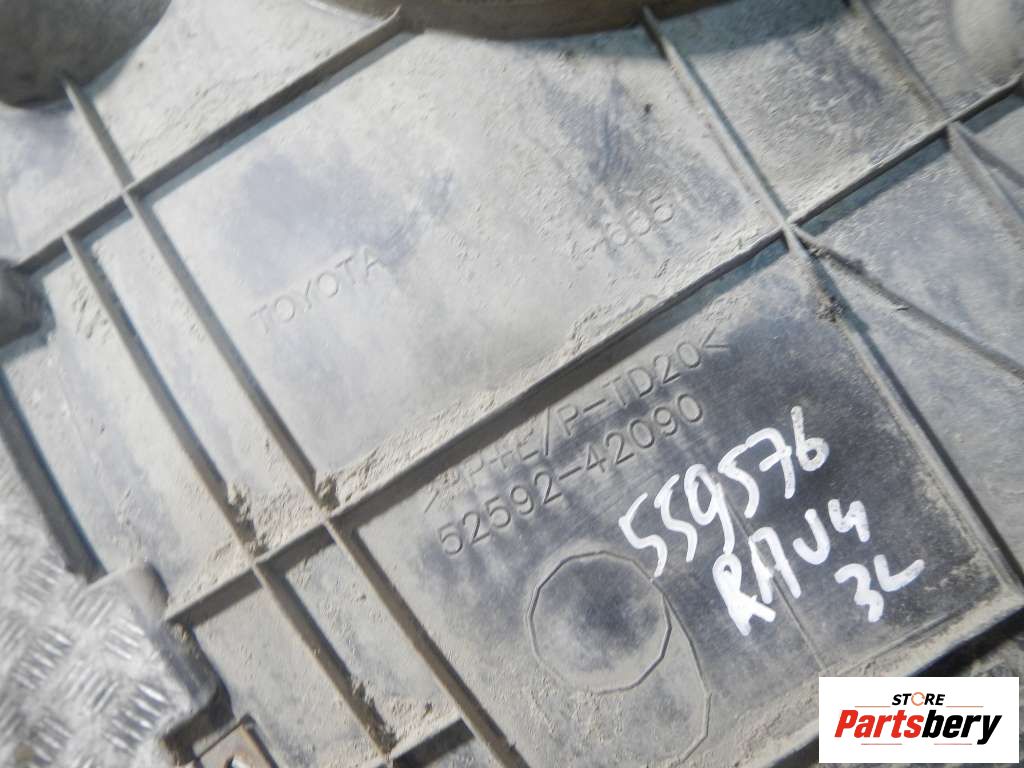 TOYOTA
>PP+E/P-TD20<
52592-42090
559576
RAV4
3L
STORE
Partsbery